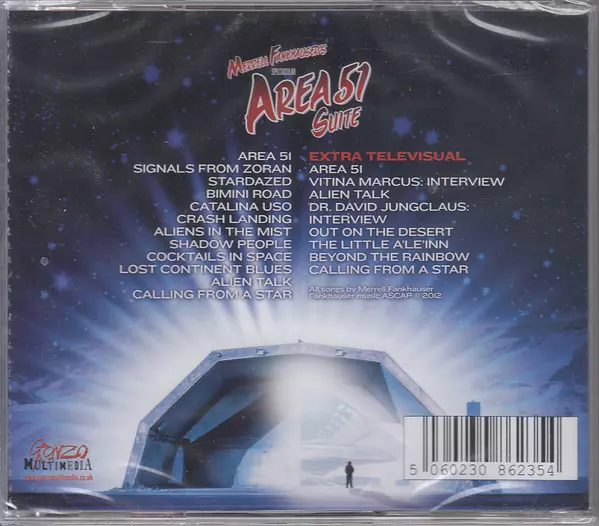 MERRELL FANKHAUSER'S
AREA 51
SUITE
AREA 51
SIGNALS FROM ZORAN
STARDAZED
BIMINI ROAD
CATALINA USO
CRASH LANDING
ALIENS IN THE MIST
SHADOW PEOPLE
COCKTAILS IN SPACE
LOST CONTINENT BLUES
ALIEN TALK
CALLING FROM A STAR
EXTRA TELEVISUAL
AREA 51
VITINA MARCUS: INTERVIEW
ALIEN TALK
DR. DAVID JUNGCLAUS:
INTERVIEW
OUT ON THE DESERT
THE LITTLE A'LE'INN
BEYOND THE RAINBOW
CALLING FROM A STAR
All songs by Merrell Fankhauser
Fankhauser music ASCAP © 2012
GONZO
MULTIMEDIA
5 060230 862354